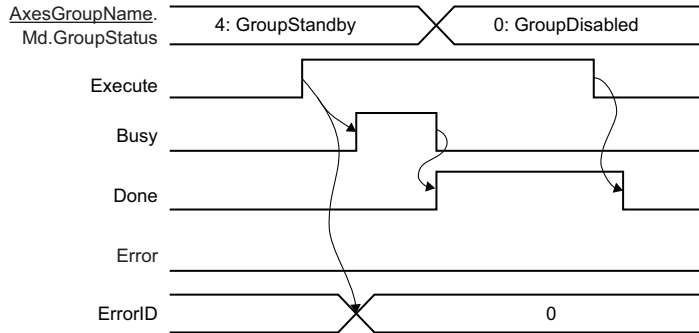 AxesGroupName.
Md.GroupStatus
4: GroupStandby
0: GroupDisabled
Execute
Busy
Done
Error
ErrorID
0